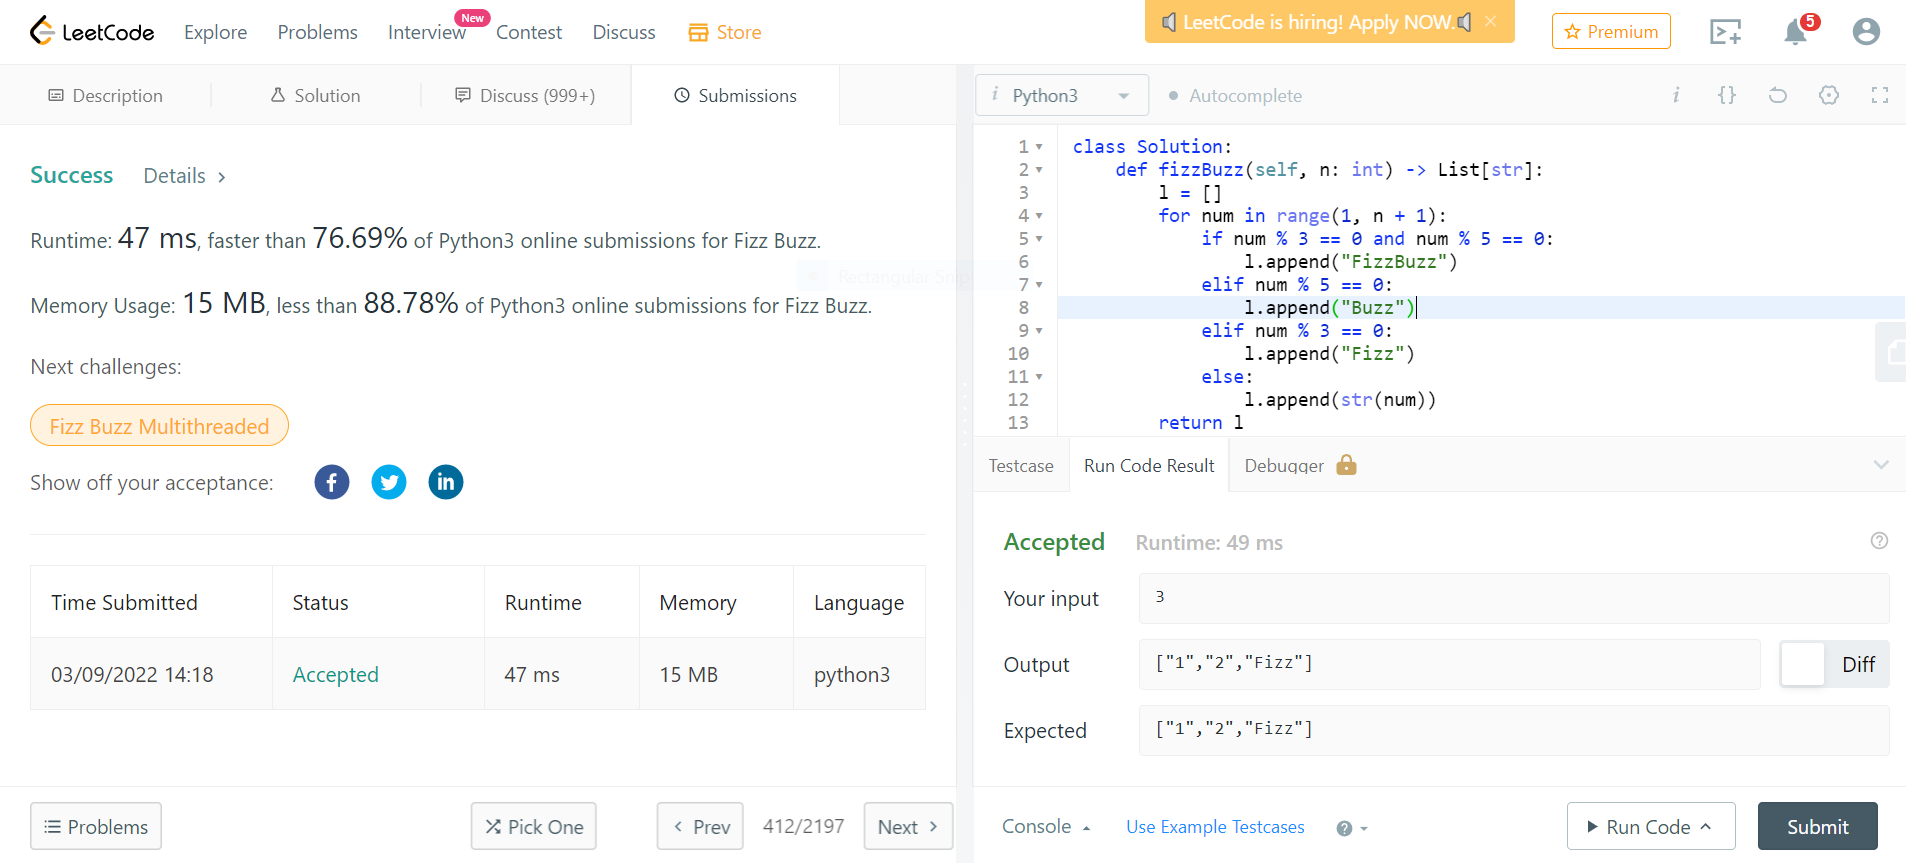 LeetCode Explore Problems Interview New Contest Discuss Store LeetCode is hiring! Apply NOW. × Premium 5
Description Solution Discuss (999+) Submissions
Success Details >
Runtime: 47 ms, faster than 76.69% of Python3 online submissions for Fizz Buzz.
Rectangular Snip
Memory Usage: 15 MB, less than 88.78% of Python3 online submissions for Fizz Buzz.
Next challenges:
Fizz Buzz Multithreaded
Show off your acceptance: f in
Time Submitted Status Runtime Memory Language
03/09/2022 14:18 Accepted 47 ms 15 MB python3
Problems Pick One < Prev 412/2197 Next >
i Python3 Autocomplete i {}
1 class Solution:
2     def fizzBuzz(self, n: int) -> List[str]:
3         l = []
4         for num in range(1, n + 1):
5             if num % 3 == 0 and num % 5 == 0:
6                 l.append("FizzBuzz")
7             elif num % 5 == 0:
8                 l.append("Buzz")
9             elif num % 3 == 0:
10                 l.append("Fizz")
11             else:
12                 l.append(str(num))
13         return l
Testcase Run Code Result Debugger
Accepted Runtime: 49 ms ?
Your input 3
Output ["1","2","Fizz"] Diff
Expected ["1","2","Fizz"]
Console Use Example Testcases ? Run Code Submit